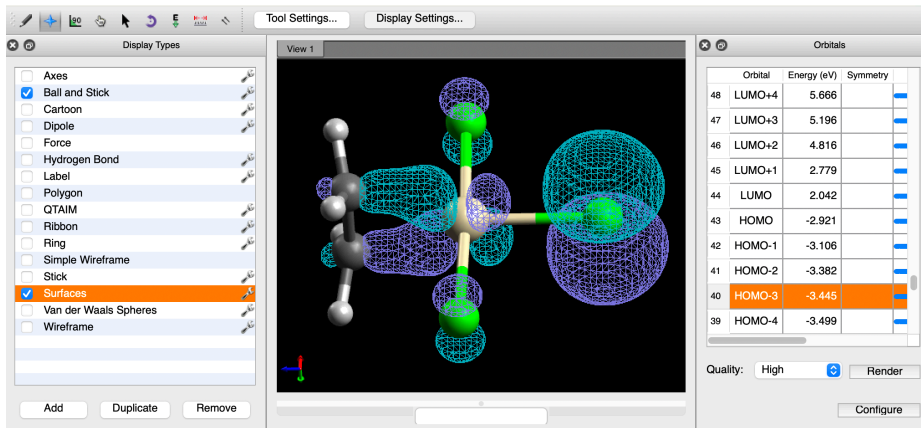 90 E Tool Settings... Display Settings...
Display Types
Axes
Ball and Stick
Cartoon
Dipole
Force
Hydrogen Bond
Label
Polygon
QTAIM
Ribbon
Ring
Simple Wireframe
Stick
Surfaces
Van der Waals Spheres
Wireframe
Add Duplicate Remove
View 1
Orbitals
Orbital Energy (eV) Symmetry
48 LUMO+4 5.666
47 LUMO+3 5.196
46 LUMO+2 4.816
45 LUMO+1 2.779
44 LUMO 2.042
43 HOMO -2.921
42 HOMO-1 -3.106
41 HOMO-2 -3.382
40 HOMO-3 -3.445
39 HOMO-4 -3.499
Quality: High Render
Configure